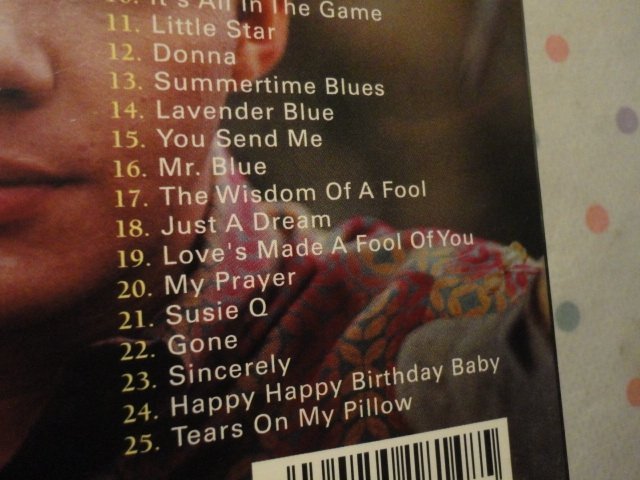 10. It's All In The Game
11. Little Star
12. Donna
13. Summertime Blues
14. Lavender Blue
15. You Send Me
16. Mr. Blue
17. The Wisdom Of A Fool
18. Just A Dream
19. Love's Made A Fool Of You
20. My Prayer
21. Susie Q
22. Gone
23. Sincerely
24. Happy Happy Birthday Baby
25. Tears On My Pillow